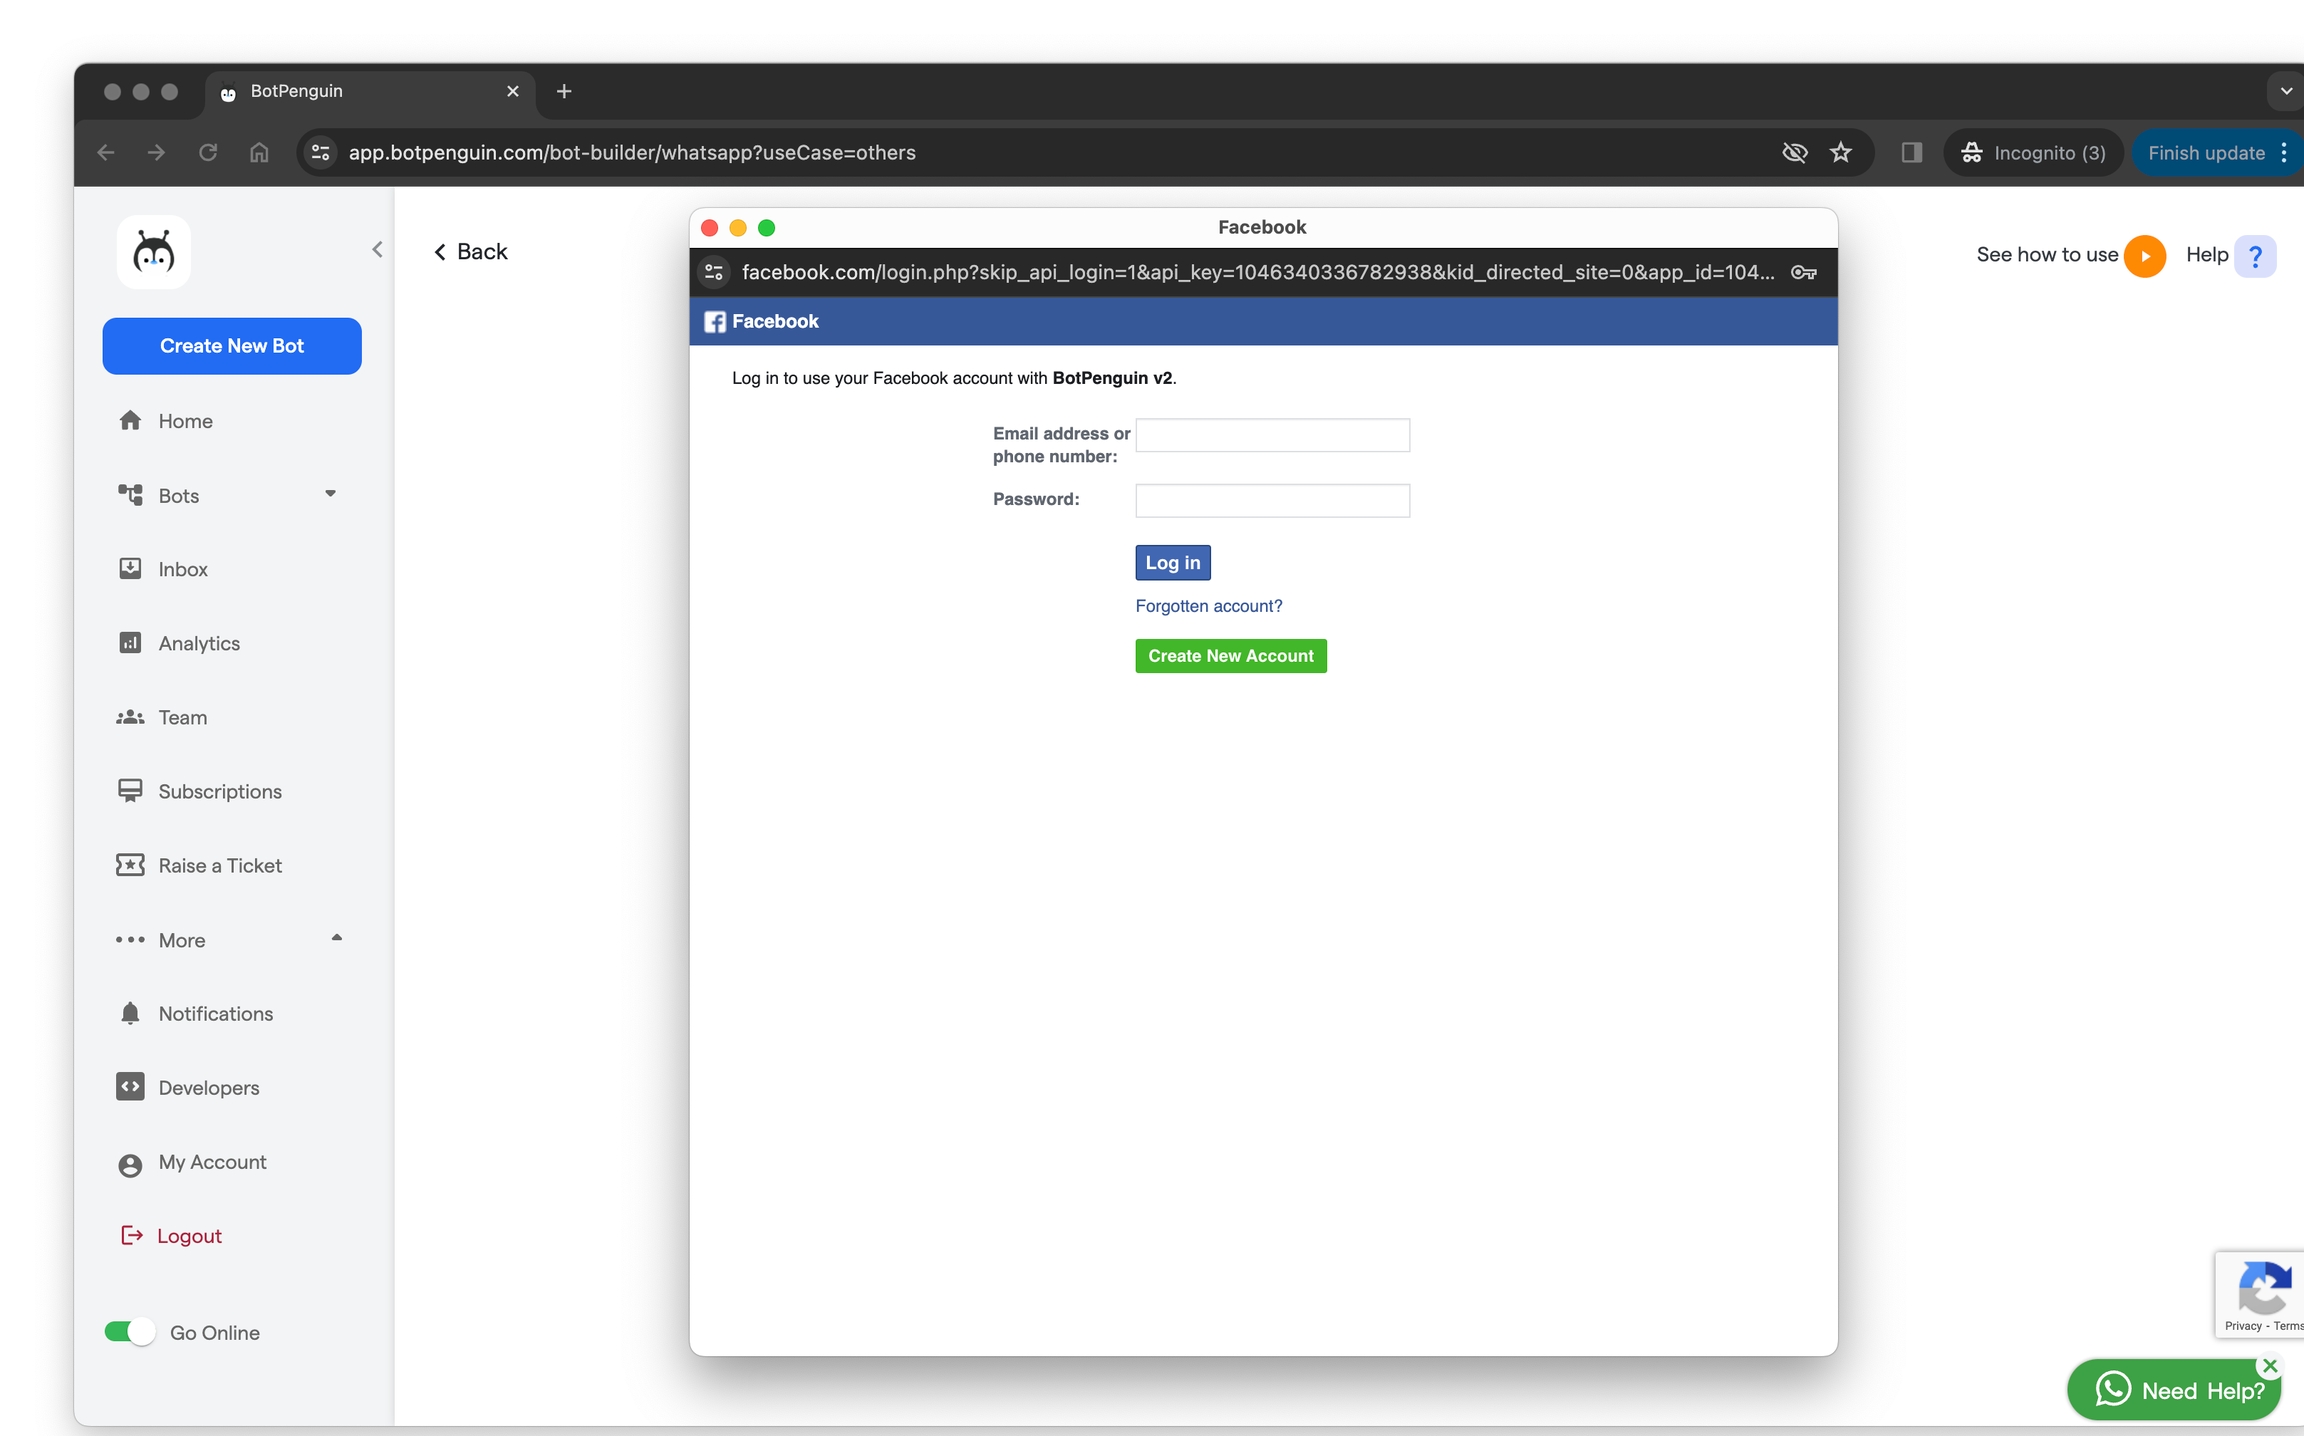 BotPenguin
app.botpenguin.com/bot-builder/whatsapp?useCase=others
Incognito (3)
Finish update
Back
See how to use
Help
?
Create New Bot
Home
Bots
Inbox
Analytics
Team
Subscriptions
Raise a Ticket
More
Notifications
Developers
My Account
Logout
Go Online
Facebook
facebook.com/login.php?skip_api_login=1&api_key=1046340336782938&kid_directed_site=0&app_id=104...
Facebook
Log in to use your Facebook account with BotPenguin v2.
Email address or
phone number:
Password:
Log in
Forgotten account?
Create New Account
Privacy - Terms
Need Help?